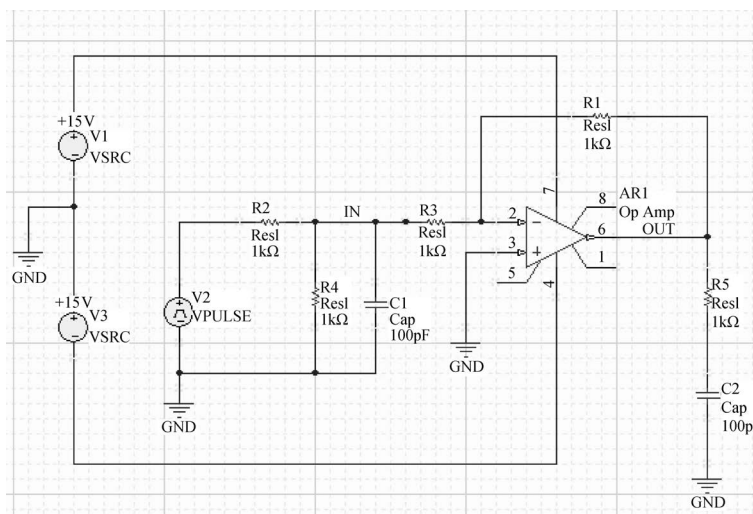 +15V
V1
VSRC
GND
+15V
V3
VSRC
R2
Resl
1kΩ
V2
VPULSE
GND
IN
R4
Resl
1kΩ
C1
Cap
100pF
R3
Resl
1kΩ
GND
R1
Resl
1kΩ
7
2
3
5
4
8
6
1
AR1
Op Amp
OUT
R5
Resl
1kΩ
C2
Cap
100p
GND